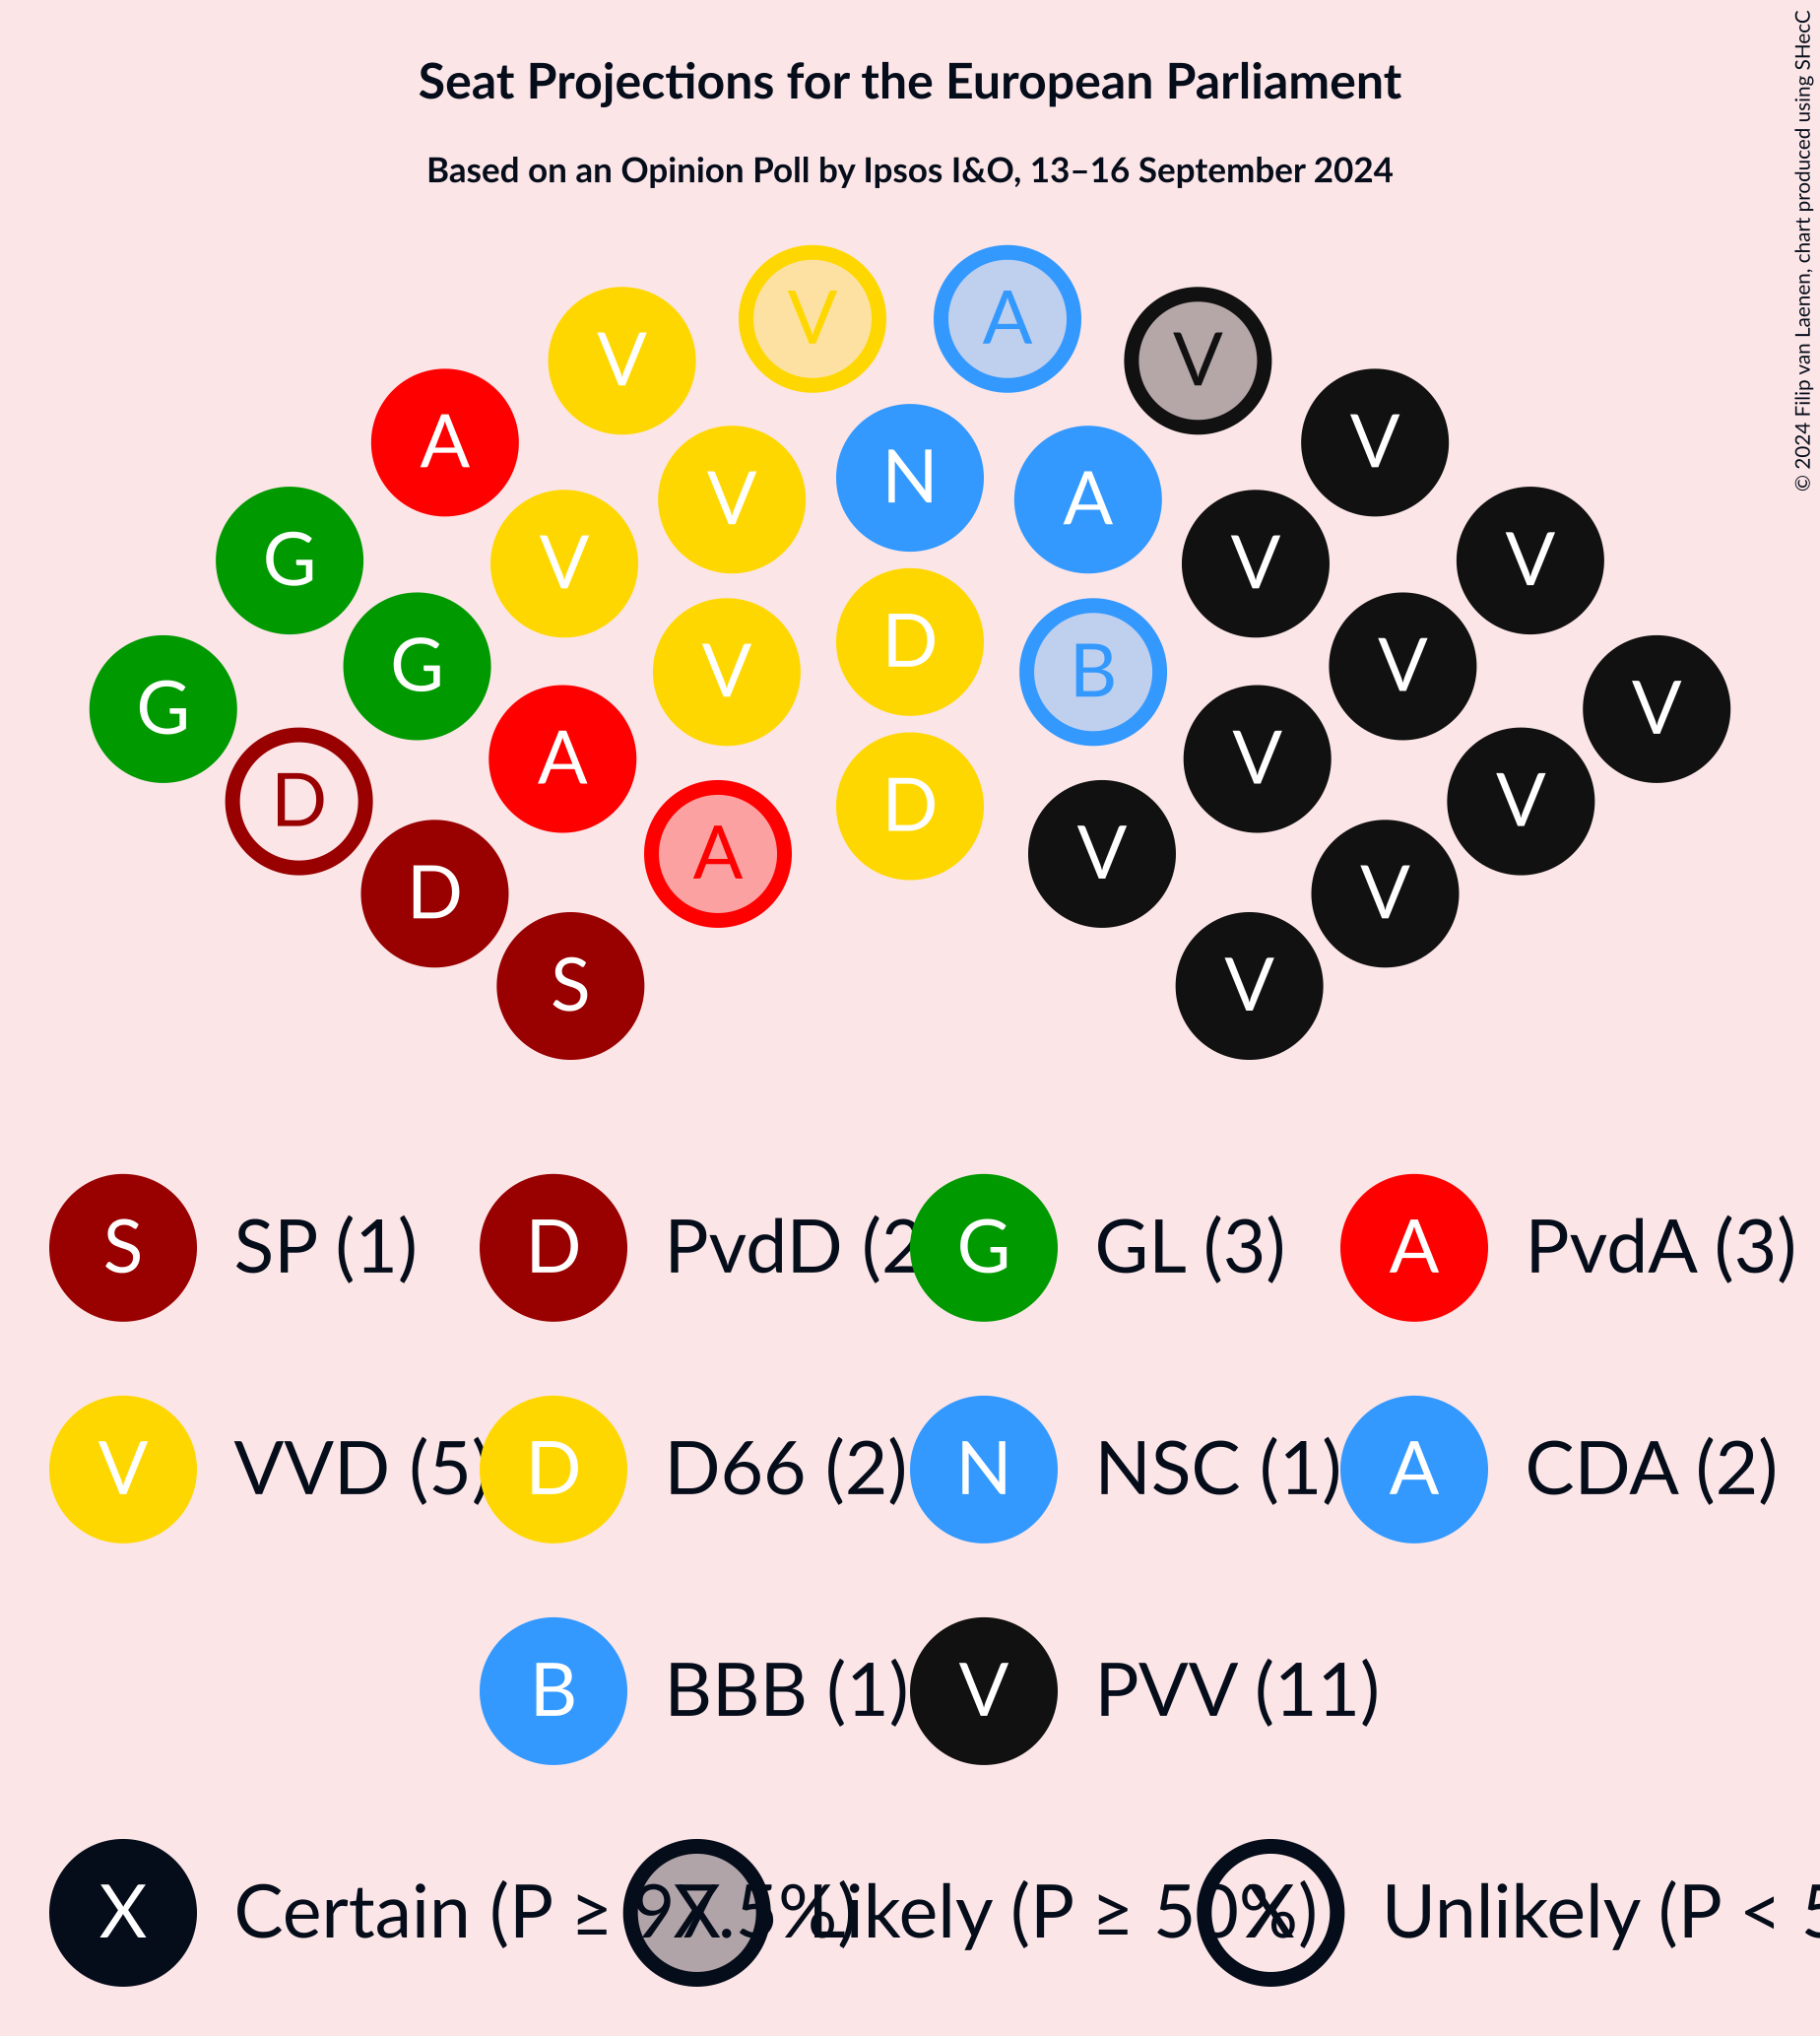 Seat Projections for the European Parliament
Based on an Opinion Poll by Ipsos I&O, 13–16 September 2024
© 2024 Filip van Laenen, chart produced using SHecC
V A
V V
A V
N
V A
G V V V
D
G V B V
G V
A V
D D V
A V
D V
S V
S SP (1) D PvdD (2 G GL (3) A PvdA (3)
V VVD (5) D D66 (2) N NSC (1) A CDA (2)
B BBB (1) V PVV (11)
X Certain (P ≥ 97.5%) X Likely (P ≥ 50%) X Unlikely (P < 5